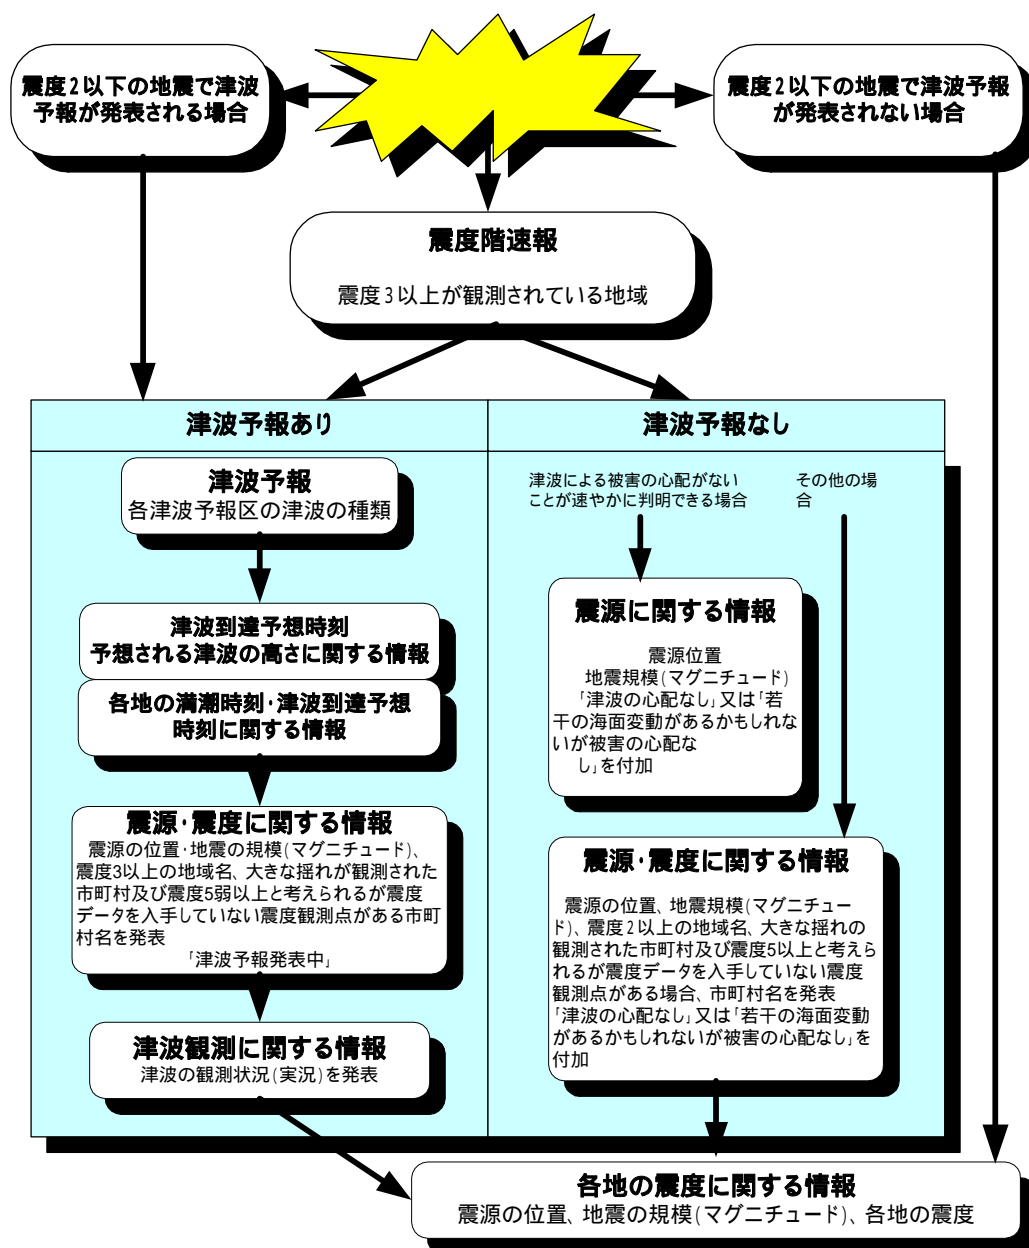 震度2以下の地震で津波
予報が発表される場合
震度2以下の地震で津波予報
が発表されない場合
震度階速報
震度3以上が観測されている地域
津波予報あり
津波予報なし
津波予報
各津波予報区の津波の種類
津波到達予想時刻
予想される津波の高さに関する情報
各地の満潮時刻・津波到達予想
時刻に関する情報
震源・震度に関する情報
震源の位置・地震の規模(マグニチュード)、
震度3以上の地域名、大きな揺れが観測された
市町村及び震度5弱以上と考えられるが震度
データを入手していない震度観測点がある市町
村名を発表
「津波予報発表中」
津波観測に関する情報
津波の観測状況(実況)を発表
津波による被害の心配がない
ことが速やかに判明できる場合
その他の場
合
震源に関する情報
震源位置
地震規模(マグニチュード)
「津波の心配なし」又は「若
干の海面変動があるかもしれな
いが被害の心配な
し」を付加
震源・震度に関する情報
震源の位置、地震規模(マグニチュー
ド)、震度2以上の地域名、大きな揺れの
観測された市町村及び震度5以上と考えら
れるが震度データを入手していない震度
観測点がある場合、市町村名を発表
「津波の心配なし」又は「若干の海面変動
があるかもしれないが被害の心配なし」を
付加
各地の震度に関する情報
震源の位置、地震の規模(マグニチュード)、各地の震度